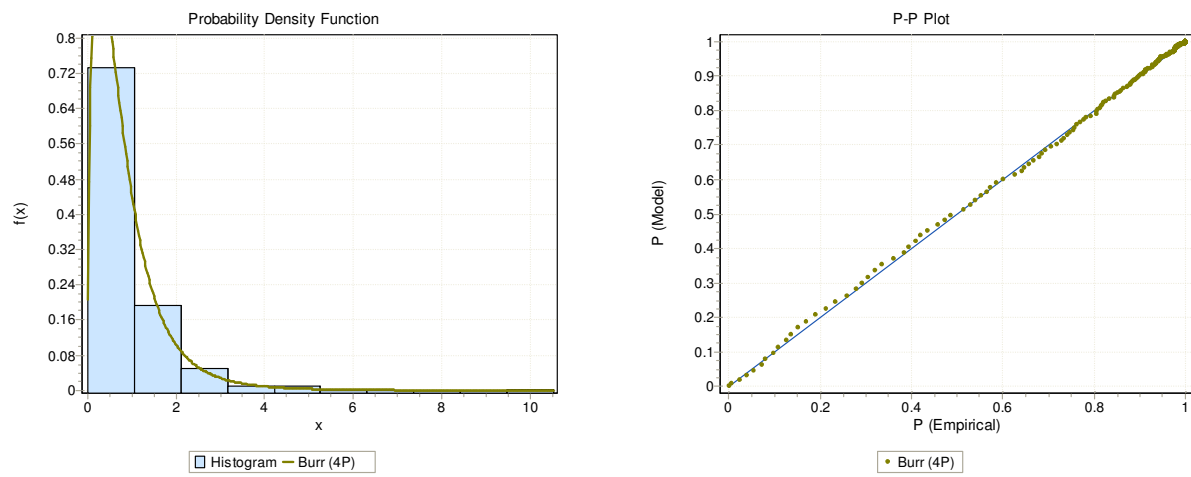 Probability Density Function
0.8
0.72
0.64
0.56
0.48
0.4
0.32
0.24
0.16
0.08
0
f(x)
0 2 4 6 8 10
x
Histogram Burr (4P)
P-P Plot
1
0.9
0.8
0.7
0.6
0.5
0.4
0.3
0.2
0.1
0
P (Model)
0 0.2 0.4 0.6 0.8 1
P (Empirical)
Burr (4P)